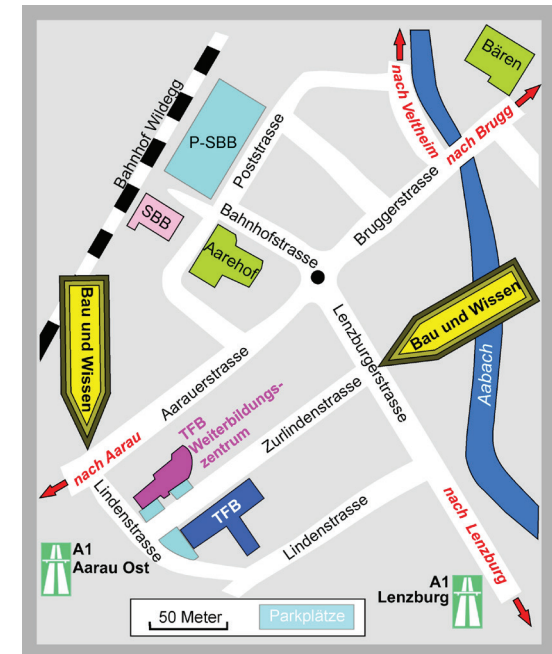 Bären
nach Veltheim
nach Brugg
Bahnhof Wildegg
P-SBB
Poststrasse
Bruggerstrasse
SBB
Bahnhofstrasse
Aarehof
Bau und Wissen
Bau und Wissen
Aabach
Lenzburgerstrasse
Aarauerstrasse
Zurlindenstrasse
TFB
Weiterbildungs-
zentrum
nach Aarau
Lindenstrasse
TFB
Lindenstrasse
nach Lenzburg
A1
Aarau Ost
A1
Lenzburg
50 Meter
Parkplätze